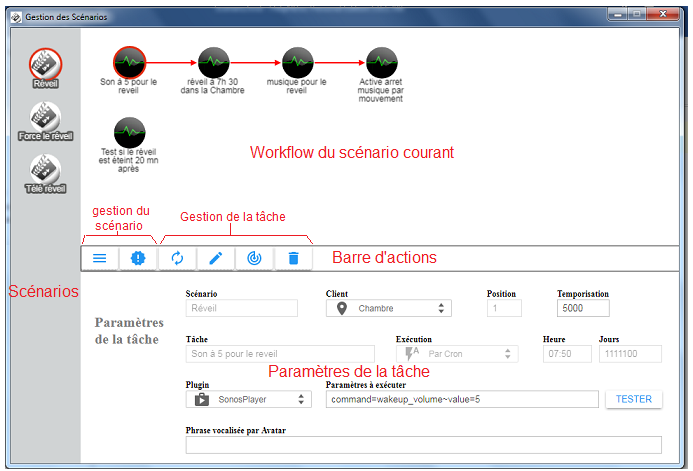 Gestion des Scénarios
Réveil
Force le réveil
Télé réveil
Scénarios
Son à 5 pour le
reveil
réveil à 7h 30
dans la Chambre
musique pour le
reveil
Active arret
musique par
mouvement
Test si le réveil
est éteint 20 mn
après
Workflow du scénario courant
gestion du
scénario
Gestion de la tâche
Barre d'actions
Paramètres
de la tâche
Scénario
Réveil
Client
Chambre
Position
1
Temporisation
5000
Tâche
Son à 5 pour le reveil
Exécution
A
Par Cron
Heure
07:50
Jours
1111100
Paramètres de la tâche
Plugin
SonosPlayer
Paramètres à exécuter
command=wakeup_volume~value=5
TESTER
Phrase vocalisée par Avatar